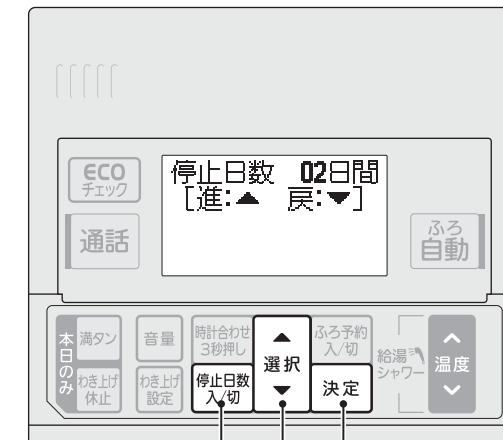 ECO
チェック
通話
停止日数 02日間
[進:▲ 戻:▼]
ふろ
自動
本日のみ
満タン
わき上げ
休止
音量
わき上げ
設定
時計合わせ
3秒押し
停止日数
入/切
▲
選択
▼
ふろ予約
入/切
決定
給湯
シャワー
温度